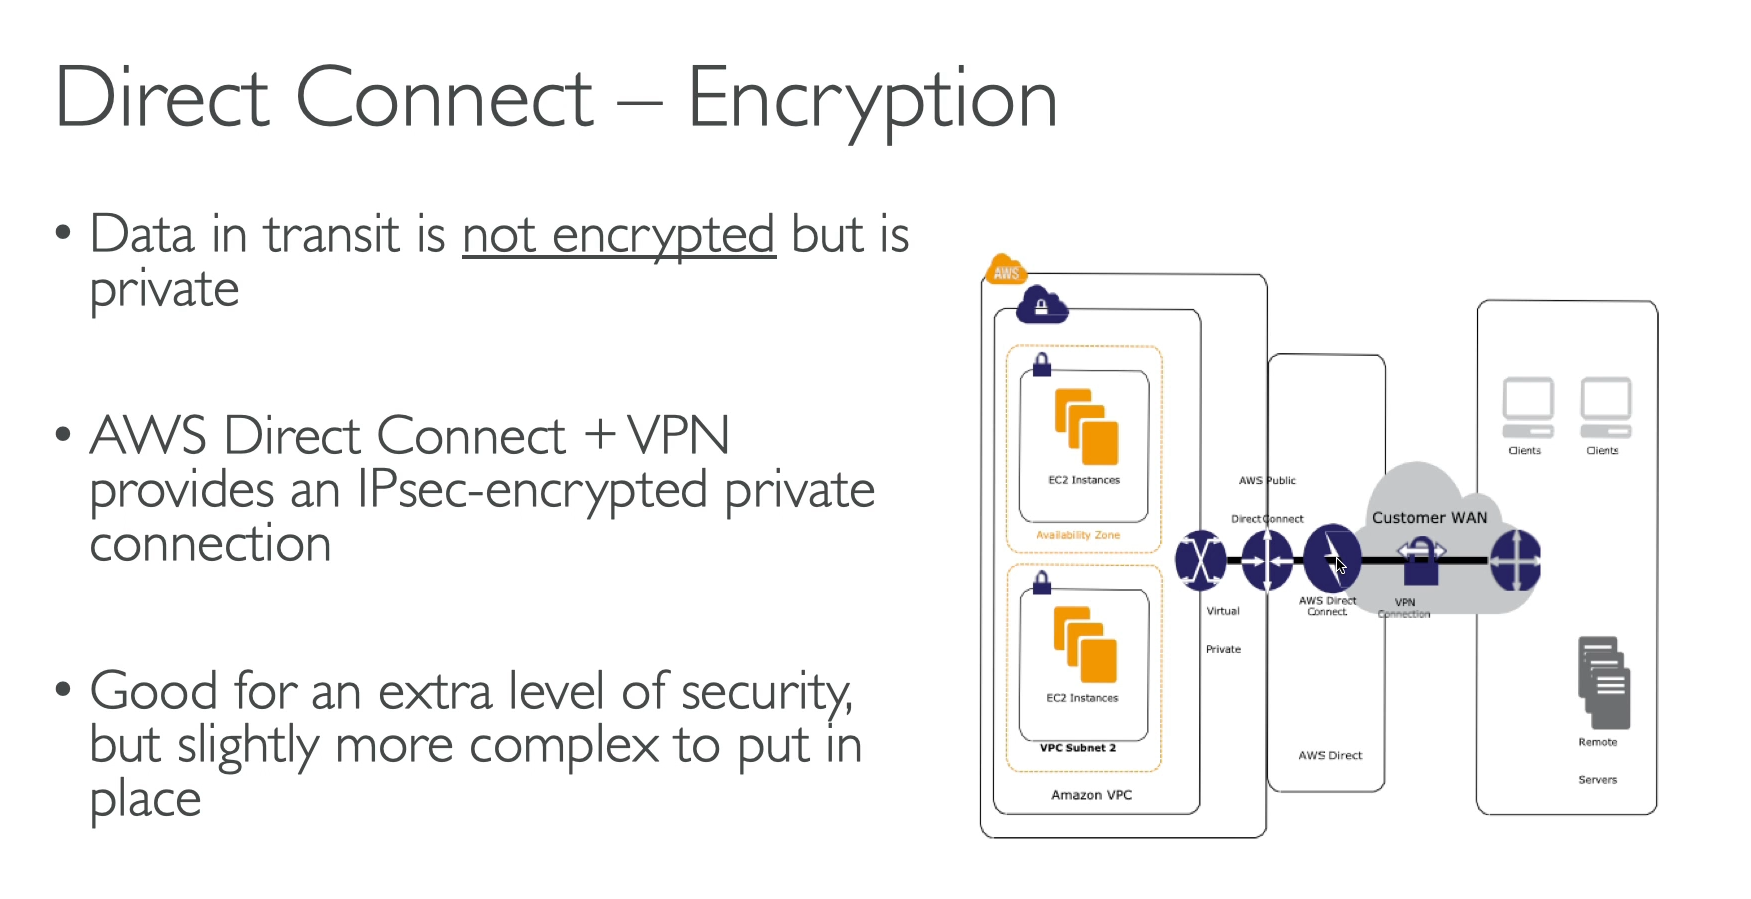 Direct Connect – Encryption
• Data in transit is not encrypted but is
private
• AWS Direct Connect + VPN
provides an IPsec-encrypted private
connection
• Good for an extra level of security,
but slightly more complex to put in
place
AWS
EC2 Instances
Availability Zone
EC2 Instances
VPC Subnet 2
Amazon VPC
AWS Public
Direct Connect
Virtual
Private
AWS Direct
Connect
AWS Direct
Customer WAN
VPN
Connection
Clients
Clients
Remote
Servers